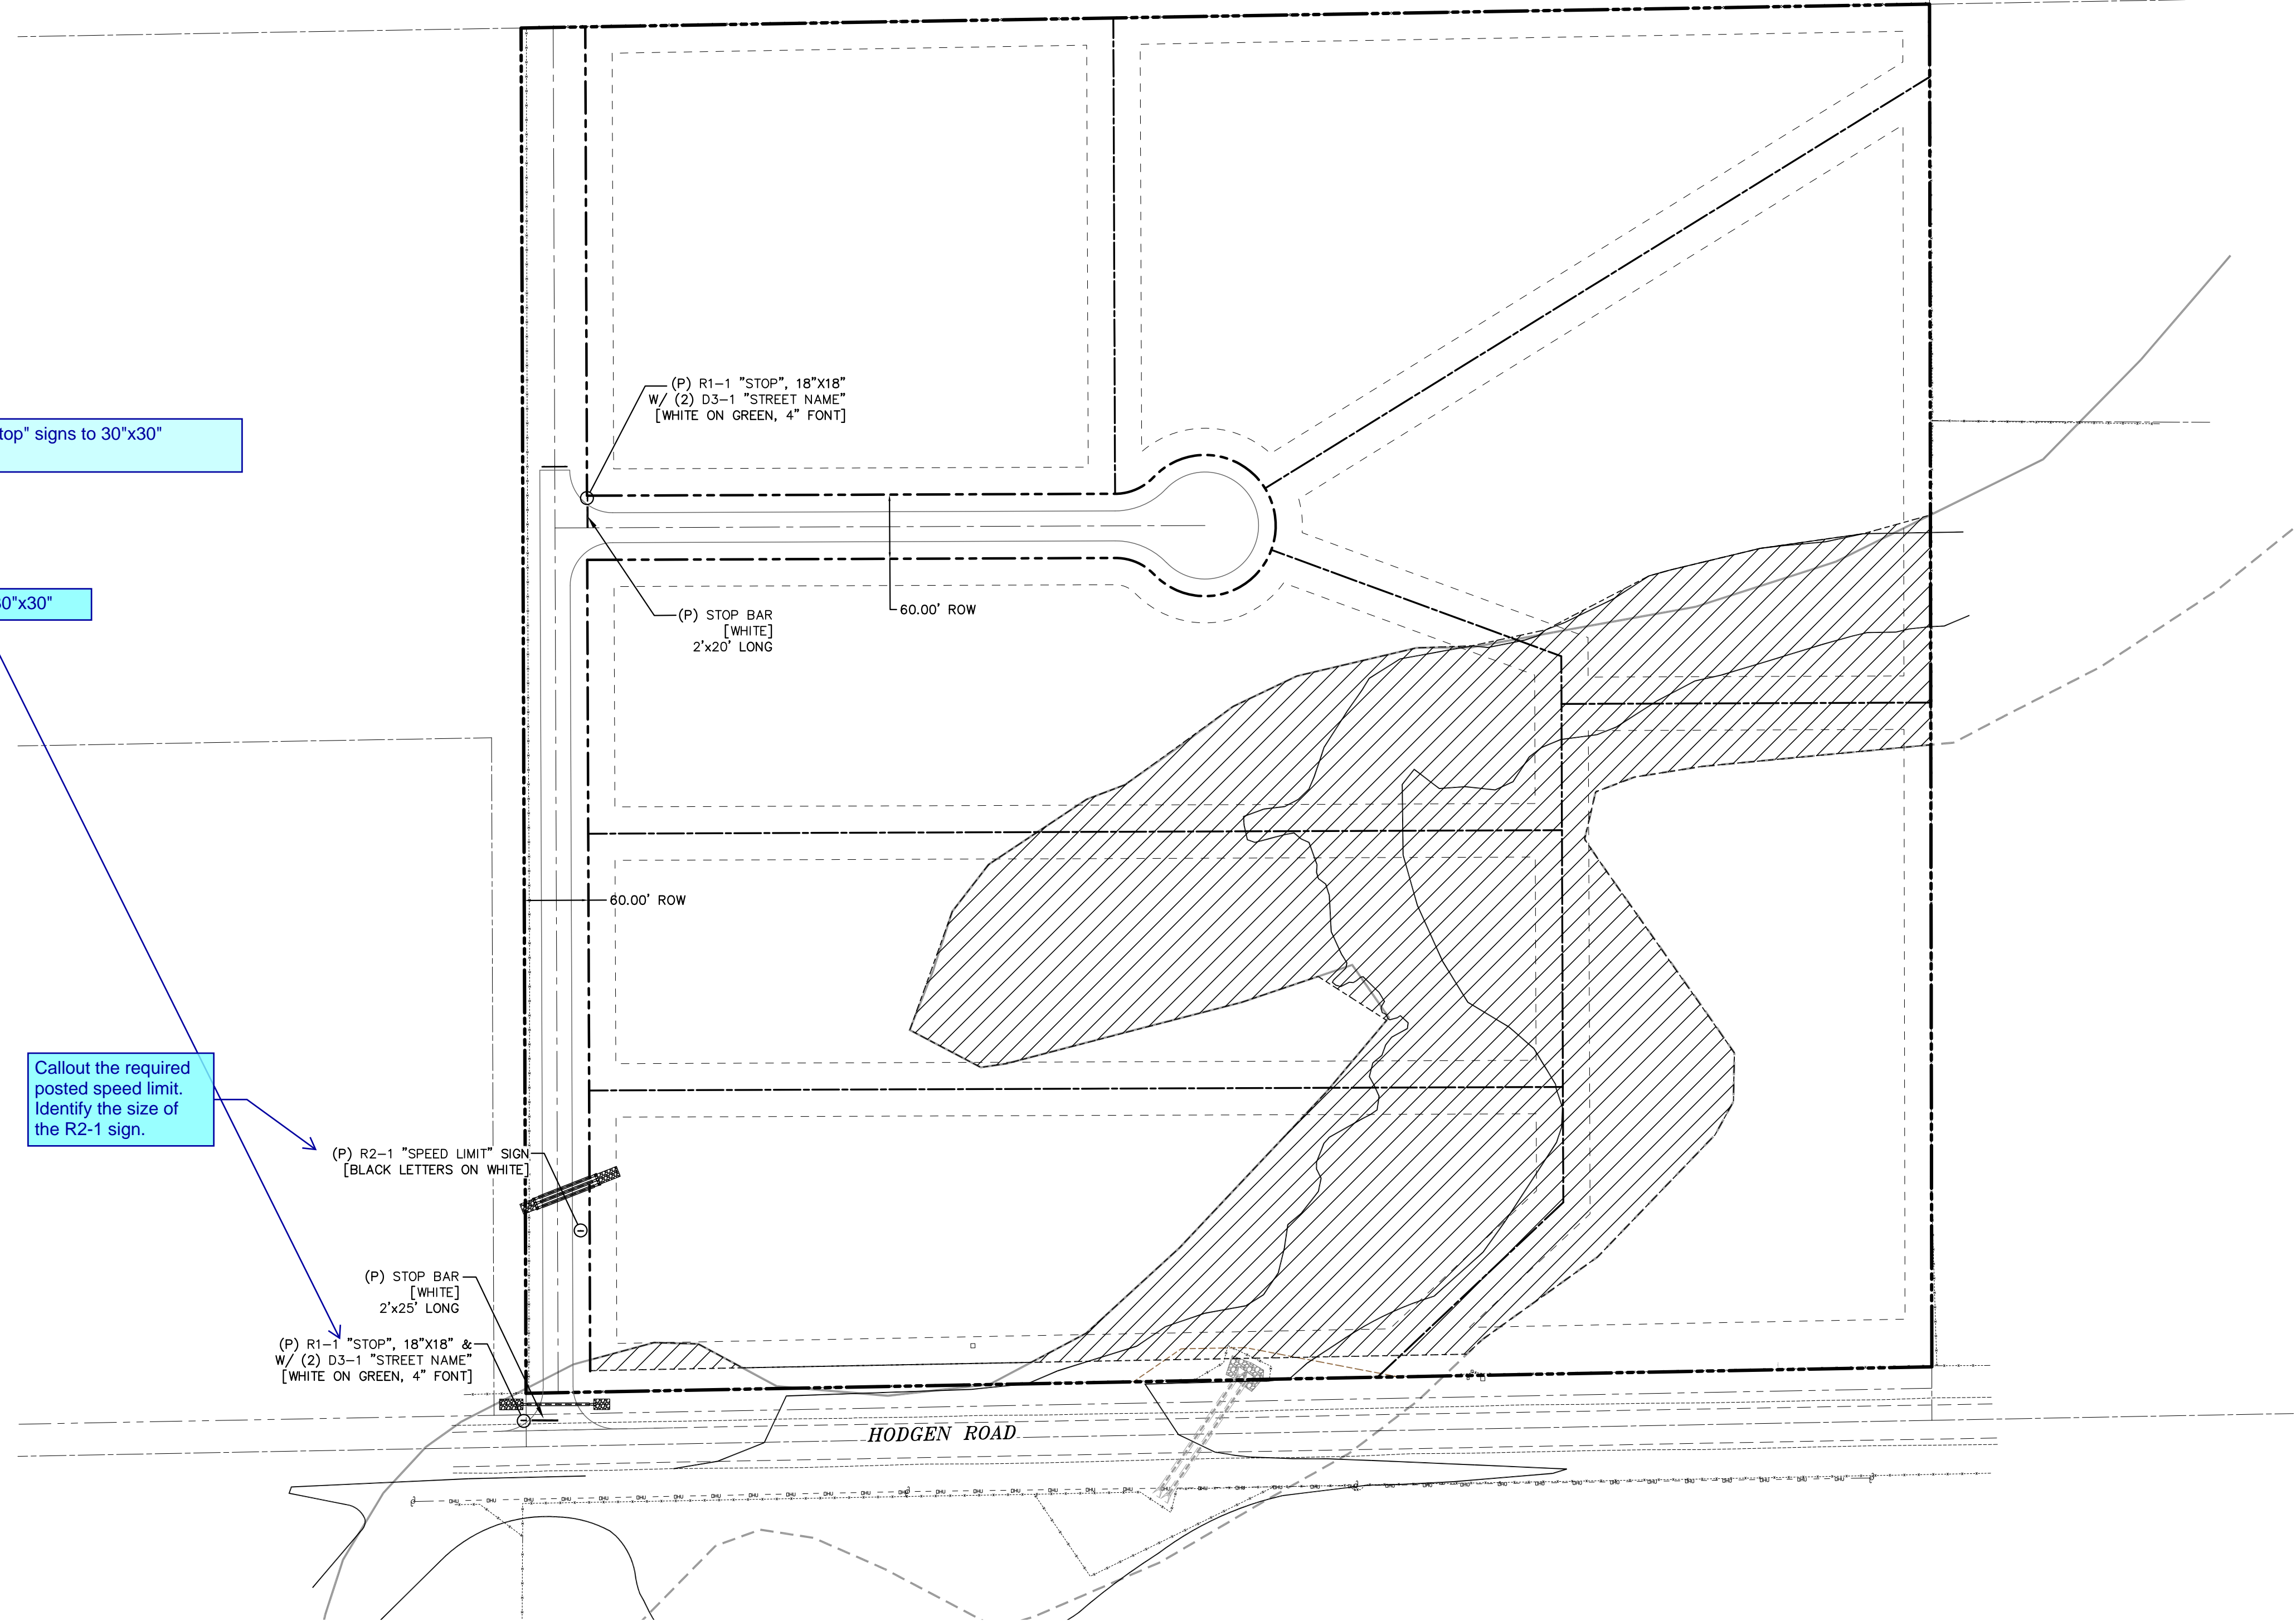 (P) R1-1 "STOP", 18"X18"
W/ (2) D3-1 "STREET NAME"
[WHITE ON GREEN, 4" FONT]
top" signs to 30"x30"
30"x30"
60.00' ROW
(P) STOP BAR
[WHITE]
2'x20' LONG
60.00' ROW
Callout the required
posted speed limit.
Identify the size of
the R2-1 sign.
(P) R2-1 "SPEED LIMIT" SIGN
[BLACK LETTERS ON WHITE]
(P) STOP BAR
[WHITE]
2'x25' LONG
(P) R1-1 "STOP", 18"X18" &
W/ (2) D3-1 "STREET NAME"
[WHITE ON GREEN, 4" FONT]
HODGEN ROAD